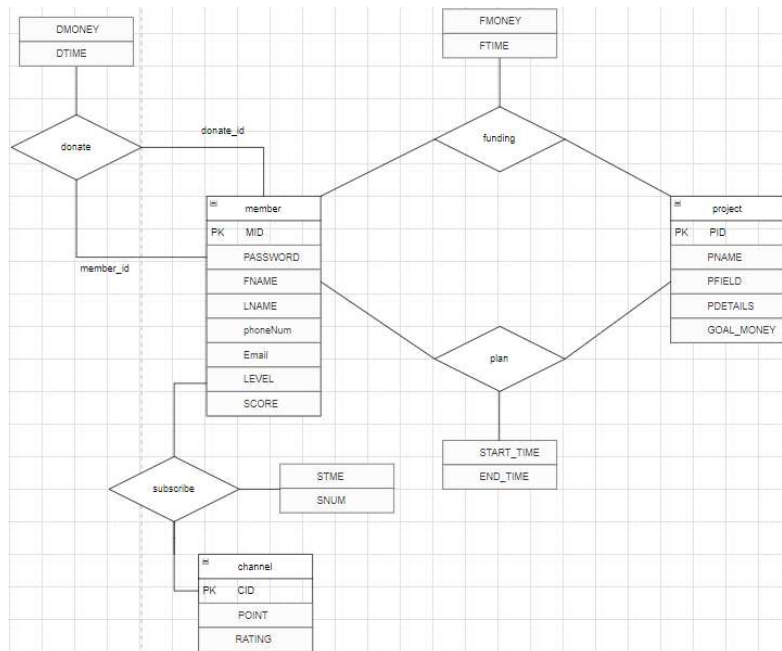 DMONEY
DTIME
FMONEY
FTIME
donate
donate_id
funding
member
PK MID
PASSWORD
FNAME
LNAME
phoneNum
Email
LEVEL
SCORE
member_id
project
PK PID
PNAME
PFIELD
PDETAILS
GOAL_MONEY
plan
START_TIME
END_TIME
subscribe
STME
SNUM
channel
PK CID
POINT
RATING